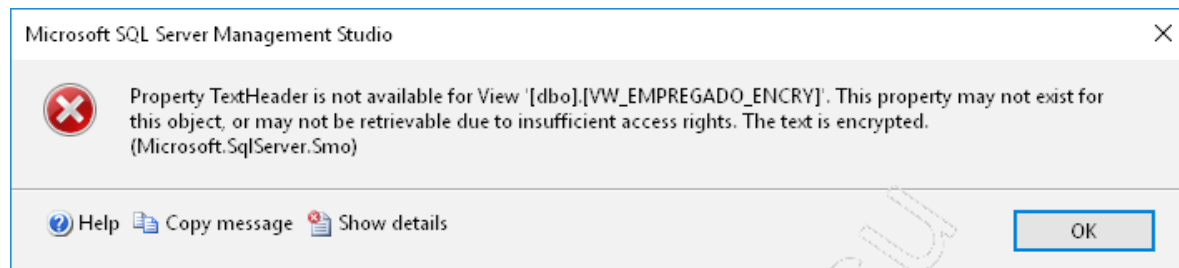 Microsoft SQL Server Management Studio
Property TextHeader is not available for View '[dbo].[VW_EMPREGADO_ENCRY]'. This property may not exist for
this object, or may not be retrievable due to insufficient access rights. The text is encrypted.
(Microsoft.SqlServer.Smo)
Help Copy message Show details
OK